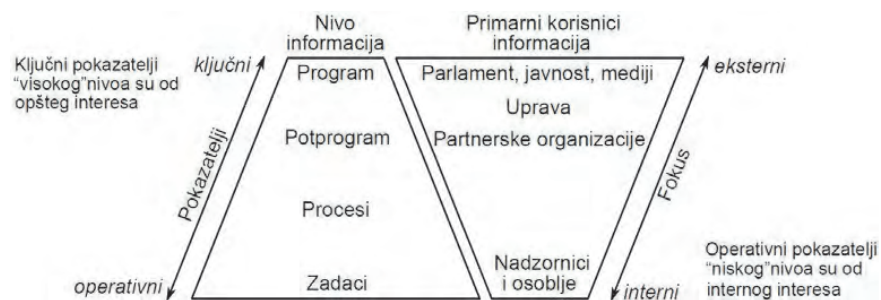 Nivo
informacija
Primarni korisnici
informacija
Ključni pokazatelji
“visokog”nivoa su od
opšteg interesa
ključni
Program
Parlament, javnost, mediji
eksterni
Uprava
Potprogram
Partnerske organizacije
Pokazatelji
Fokus
Procesi
operativni
Zadaci
Nadzornici
i osoblje
interni
Operativni pokazatelji
“niskog”nivoa su od
internog interesa